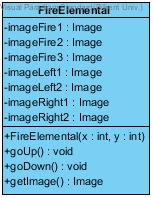 FireElemental
-imageFire1 : Image
-imageFire2 : Image
-imageFire3 : Image
-imageLeft1 : Image
-imageLeft2 : Image
-imageRight1 : Image
-imageRight2 : Image
+FireElemental(x : int, y : int)
+goUp() : void
+goDown() : void
+getImage() : Image